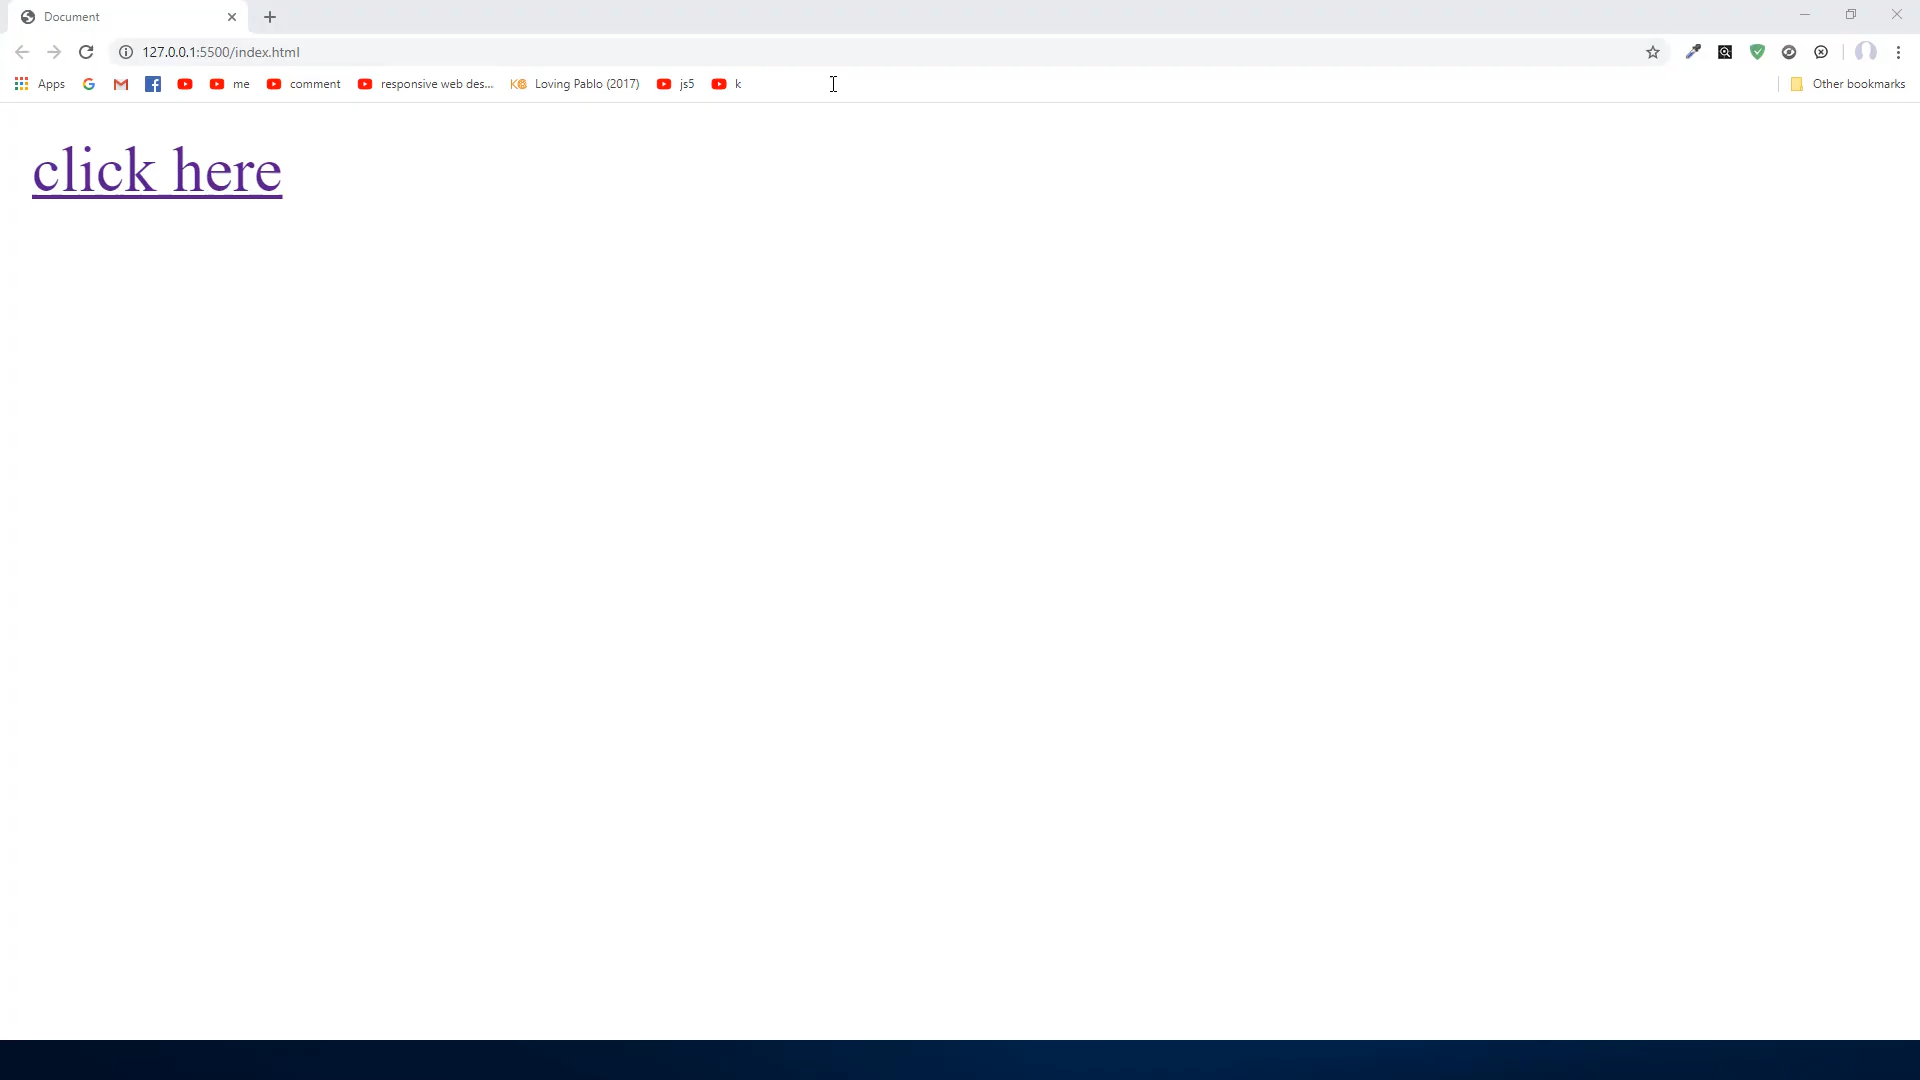 Document
127.0.0.1:5500/index.html
Apps me comment responsive web des... Loving Pablo (2017) js5 k Other bookmarks
click here